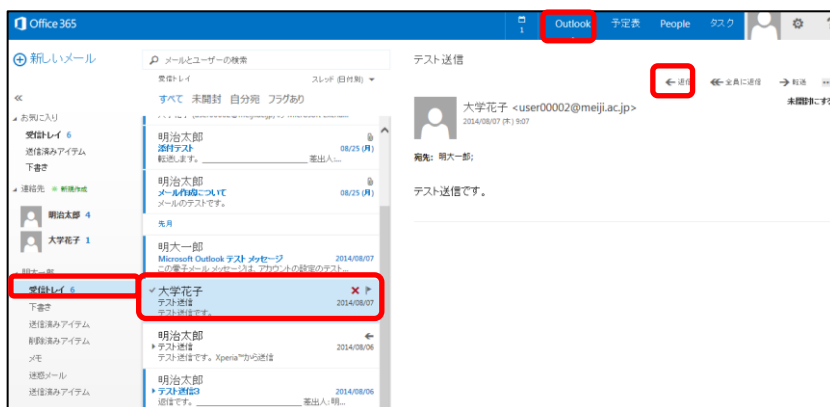 Office 365
1
Outlook
予定表
People
タスク
?
新しいメール
メールとユーザーの検索
受信トレイ
スレッド (日付別)
すべて 未開封 自分宛 フラグあり
«
お気に入り
受信トレイ 6
送信済みアイテム
下書き
連絡先
新規作成
明治太郎 4
大学花子 1
明大一郎
受信トレイ 6
下書き
送信済みアイテム
削除済みアイテム
メモ
迷惑メール
送信済みアイテム
明治太郎
添付テスト
08/25 (月)
転送します。
差出人:...
明治太郎
メール作成について
08/25 (月)
メールのテストです。
先月
明大一郎
Microsoft Outlook テスト メッセージ
2014/08/07
この電子メール メッセージは、アカウントの設定のテスト...
大学花子
テスト送信
2014/08/07
テスト送信です。
明治太郎
テスト送信
2014/08/06
テスト送信です。Xperia™から送信
明治太郎
テスト送信3
2014/08/06
返信です。
差出人: 明...
テスト送信
返信
全員に返信
転送
未開封にする
大学花子 <user00002@meiji.ac.jp>
2014/08/07 (木) 9:07
宛先: 明大一郎;
テスト送信です。